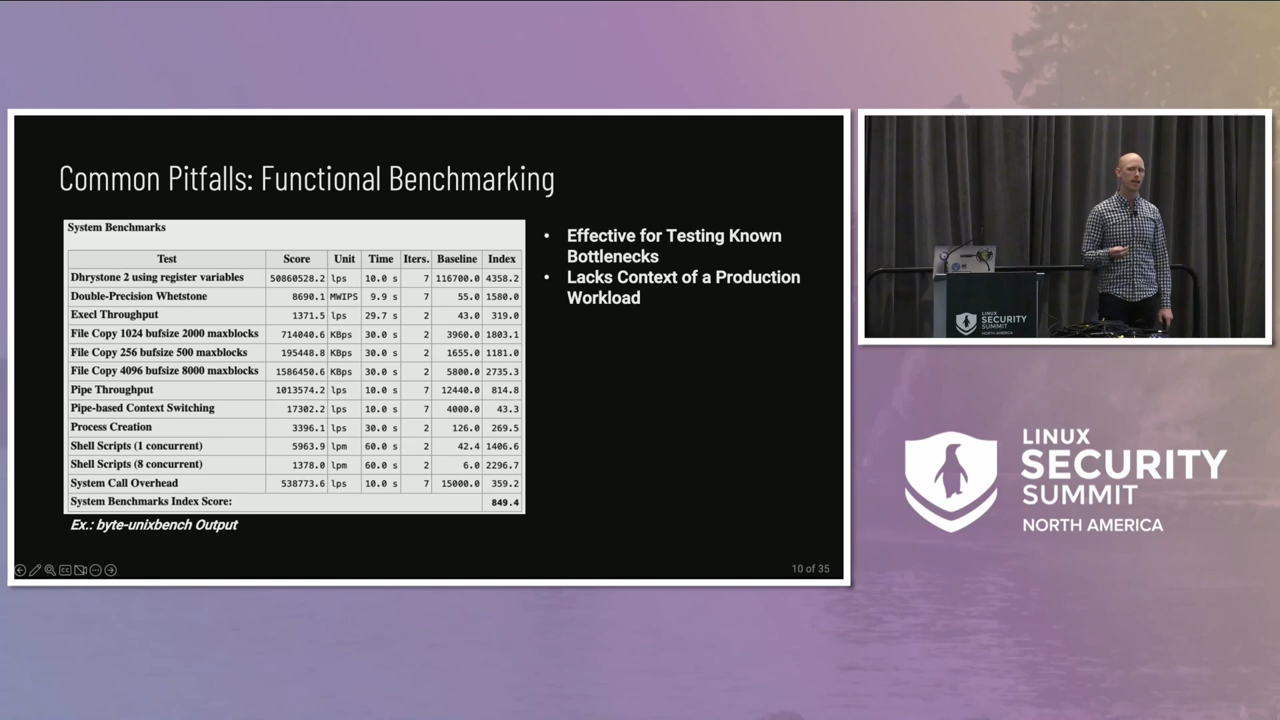 Common Pitfalls: Functional Benchmarking
System Benchmarks
Test Score Unit Time Iters. Baseline Index
Dhrystone 2 using register variables 50860528.2 lps 10.0 s 7 116700.0 4358.2
Double-Precision Whetstone 8690.1 MWIPS 9.9 s 7 55.0 1580.0
Execl Throughput 1371.5 lps 29.7 s 2 43.0 319.0
File Copy 1024 bufsize 2000 maxblocks 714040.6 KBps 30.0 s 2 3960.0 1803.1
File Copy 256 bufsize 500 maxblocks 195448.8 KBps 30.0 s 2 1655.0 1181.0
File Copy 4096 bufsize 8000 maxblocks 1586450.6 KBps 30.0 s 2 5800.0 2735.3
Pipe Throughput 1013574.2 lps 10.0 s 7 12440.0 814.8
Pipe-based Context Switching 17302.2 lps 10.0 s 7 4000.0 43.3
Process Creation 3396.1 lps 30.0 s 2 126.0 269.5
Shell Scripts (1 concurrent) 5963.9 lpm 60.0 s 2 42.4 1406.6
Shell Scripts (8 concurrent) 1378.0 lpm 60.0 s 2 6.0 2296.7
System Call Overhead 538773.6 lps 10.0 s 7 15000.0 359.2
System Benchmarks Index Score: 849.4
Ex.: byte-unixbench Output
• Effective for Testing Known
Bottlenecks
• Lacks Context of a Production
Workload
10 of 35
LINUX
SECURITY
SUMMIT
NORTH AMERICA
LINUX
SECURITY
SUMMIT
NORTH AMERICA